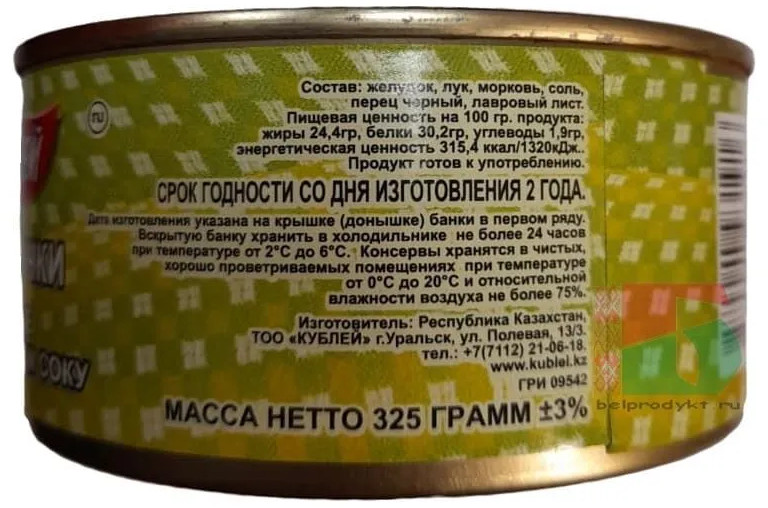 Состав: желудок, лук, морковь, соль,
перец черный, лавровый лист.
Пищевая ценность на 100 гр. продукта:
жиры 24,4гр, белки 30,2гр, углеводы 1,9гр,
энергетическая ценность 315,4 ккал/1320кДж..
Продукт готов к употреблению.
СРОК ГОДНОСТИ СО ДНЯ ИЗГОТОВЛЕНИЯ 2 ГОДА.
Дата изготовления указана на крышке (донышке) банки в первом ряду.
Вскрытую банку хранить в холодильнике не более 24 часов
при температуре от 2°С до 6°С. Консервы хранятся в чистых,
хорошо проветриваемых помещениях при температуре
от 0°С до 20°С и относительной
влажности воздуха не более 75%.
Изготовитель: Республика Казахстан,
ТОО «КУБЛЕЙ» г.Уральск, ул. Полевая, 13/3.
тел.: +7(7112) 21-06-18.
www.kublei.kz
ГРИ 09542
МАССА НЕТТО 325 ГРАММ ±3%
ru
СОКУ
belprodykt ru